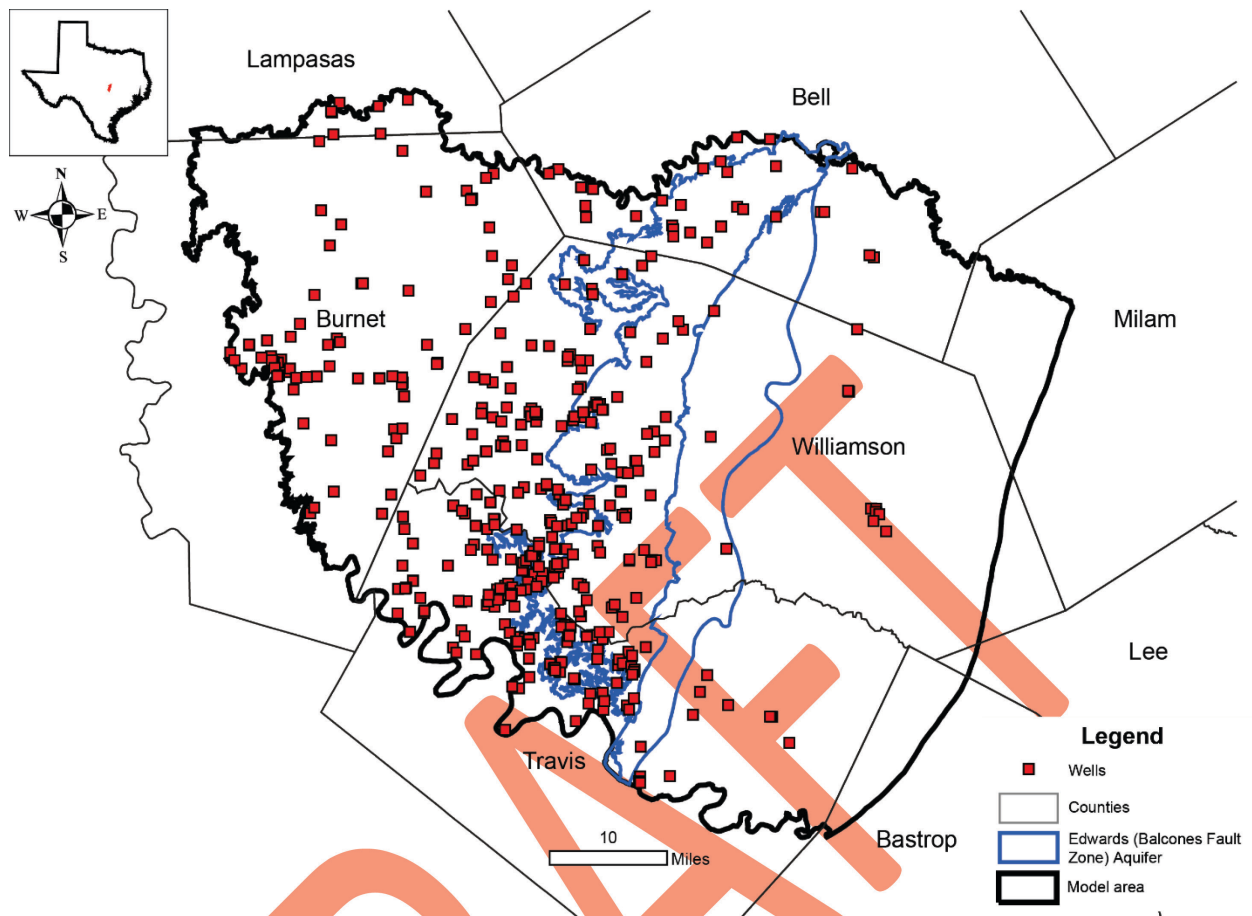 Lampasas
Bell
N
W E
S
Burnet
Milam
Williamson
Lee
Travis
Bastrop
10
Miles
Legend
Wells
Counties
Edwards (Balcones Fault
Zone) Aquifer
Model area